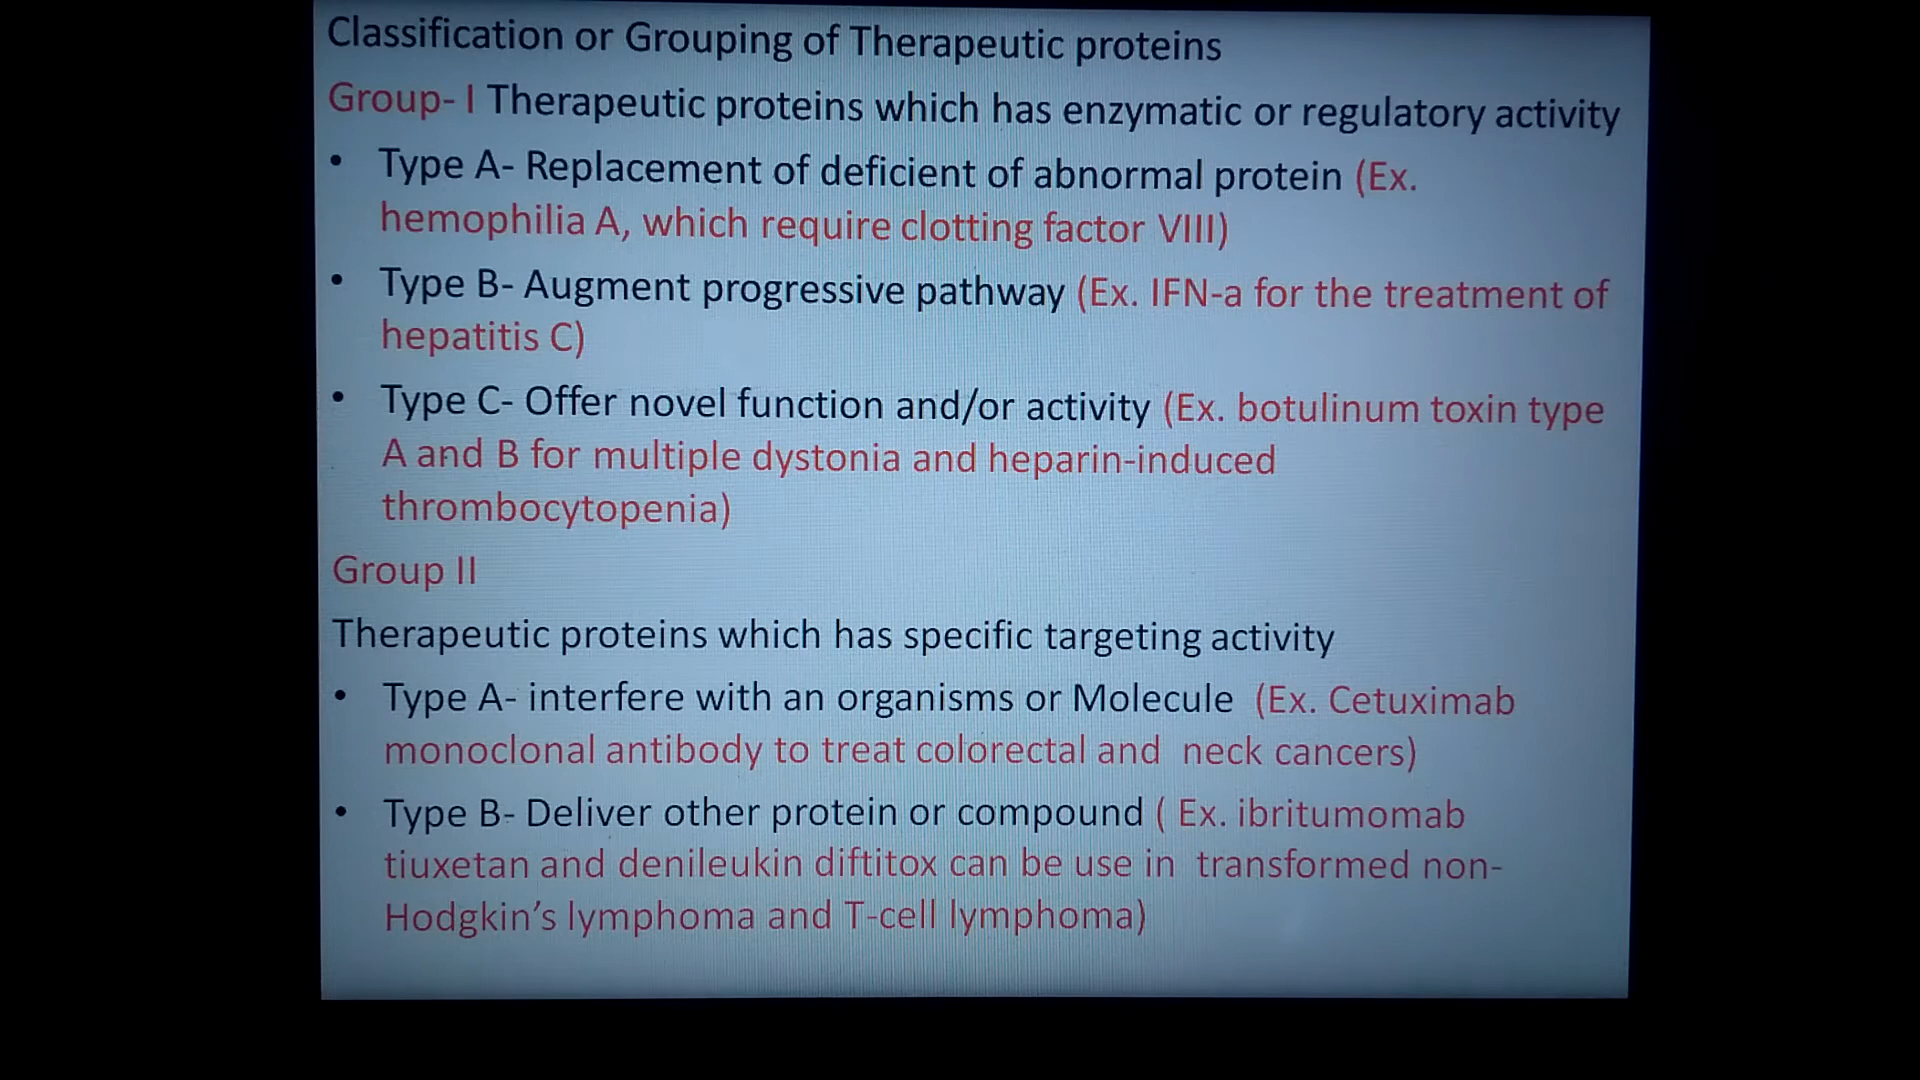 Classification or Grouping of Therapeutic proteins
Group- I Therapeutic proteins which has enzymatic or regulatory activity
• Type A- Replacement of deficient of abnormal protein (Ex.
hemophilia A, which require clotting factor VIII)
• Type B- Augment progressive pathway (Ex. IFN-a for the treatment of
hepatitis C)
• Type C- Offer novel function and/or activity (Ex. botulinum toxin type
A and B for multiple dystonia and heparin-induced
thrombocytopenia)
Group II
Therapeutic proteins which has specific targeting activity
• Type A- interfere with an organisms or Molecule (Ex. Cetuximab
monoclonal antibody to treat colorectal and neck cancers)
• Type B- Deliver other protein or compound ( Ex. ibritumomab
tiuxetan and denileukin diftitox can be use in transformed non-
Hodgkin’s lymphoma and T-cell lymphoma)